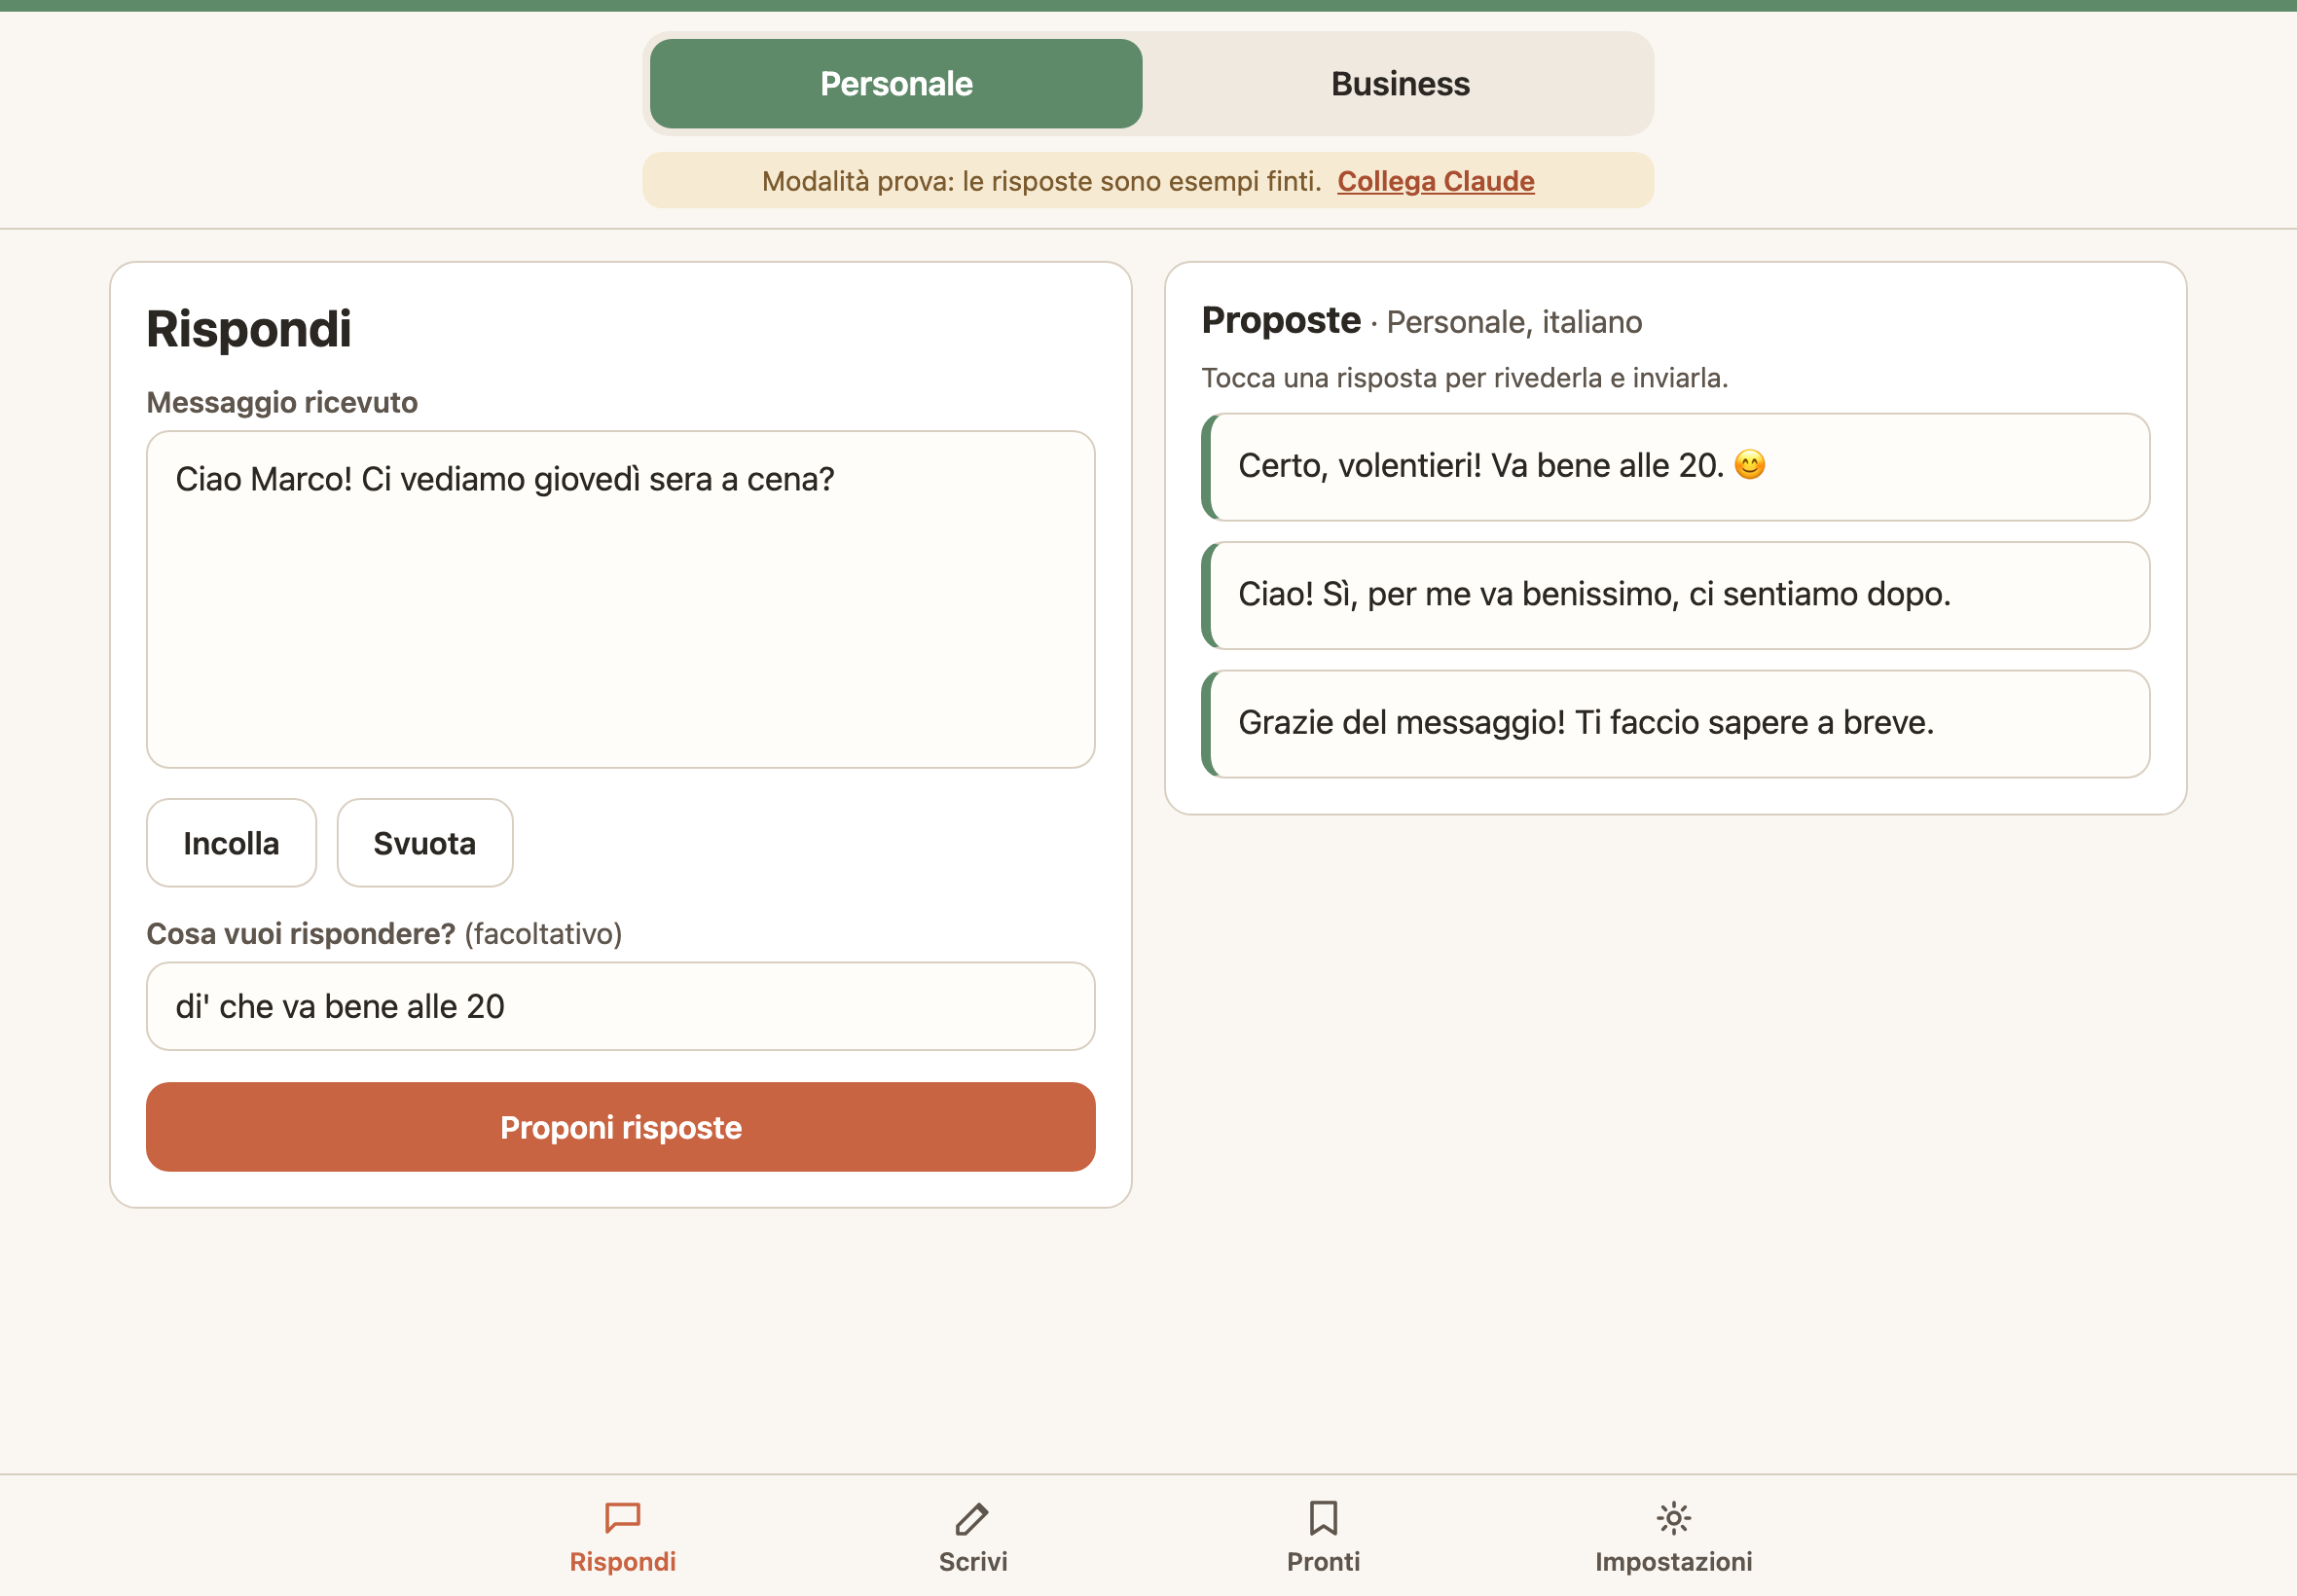 Personale
Business
Modalità prova: le risposte sono esempi finti. Collega Claude
Rispondi
Messaggio ricevuto
Ciao Marco! Ci vediamo giovedì sera a cena?
Incolla
Svuota
Cosa vuoi rispondere? (facoltativo)
di' che va bene alle 20
Proponi risposte
Proposte · Personale, italiano
Tocca una risposta per rivederla e inviarla.
Certo, volentieri! Va bene alle 20. 😊
Ciao! Sì, per me va benissimo, ci sentiamo dopo.
Grazie del messaggio! Ti faccio sapere a breve.
Rispondi
Scrivi
Pronti
Impostazioni